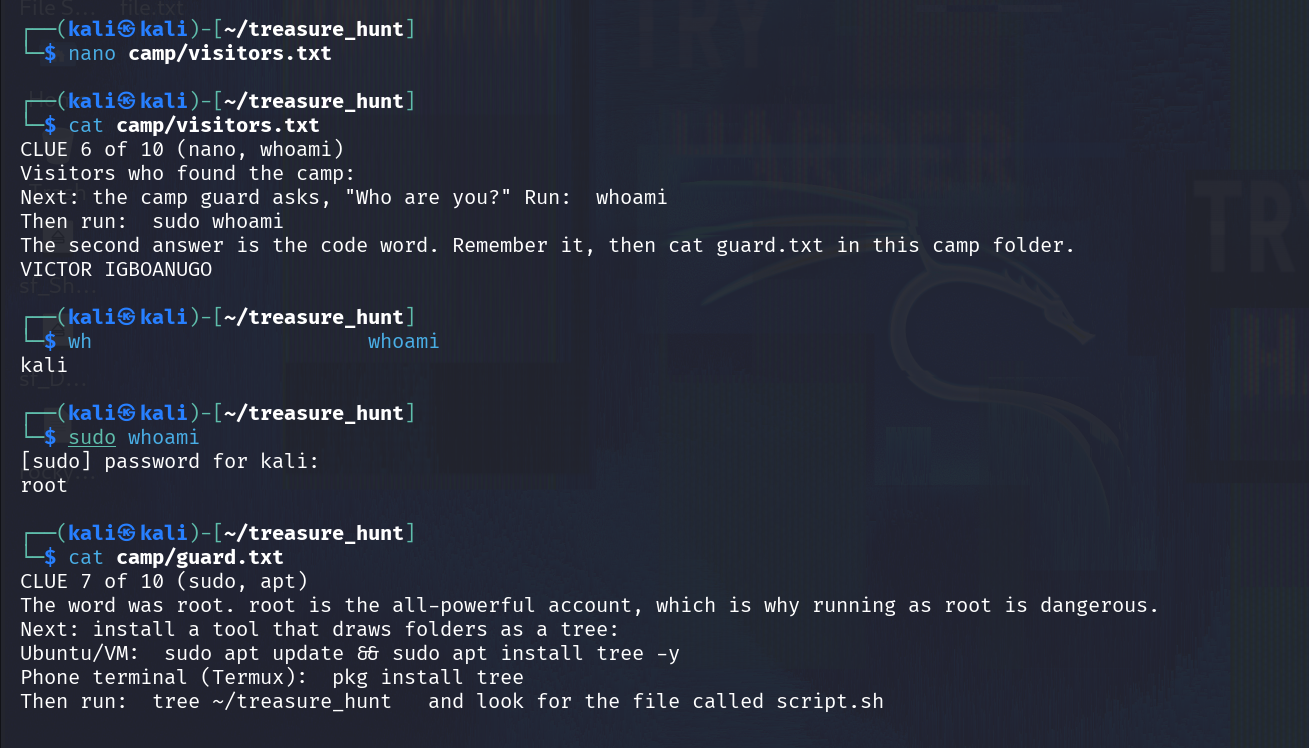 File S... file.txt
┌──(kali㉿kali)-[~/treasure_hunt]
└─$ nano camp/visitors.txt
┌──(kali㉿kali)-[~/treasure_hunt]
└─$ cat camp/visitors.txt
CLUE 6 of 10 (nano, whoami)
Visitors who found the camp:
Next: the camp guard asks, "Who are you?" Run:  whoami
Then run:  sudo whoami
The second answer is the code word. Remember it, then cat guard.txt in this camp folder.
VICTOR IGBOANUGO
┌──(kali㉿kali)-[~/treasure_hunt]
└─$ wh                       whoami
kali
┌──(kali㉿kali)-[~/treasure_hunt]
└─$ sudo whoami
[sudo] password for kali:
root
┌──(kali㉿kali)-[~/treasure_hunt]
└─$ cat camp/guard.txt
CLUE 7 of 10 (sudo, apt)
The word was root. root is the all-powerful account, which is why running as root is dangerous.
Next: install a tool that draws folders as a tree:
Ubuntu/VM:  sudo apt update && sudo apt install tree -y
Phone terminal (Termux):  pkg install tree
Then run:  tree ~/treasure_hunt   and look for the file called script.sh
TRY
HARDER
sf_Sh...
sf_D...